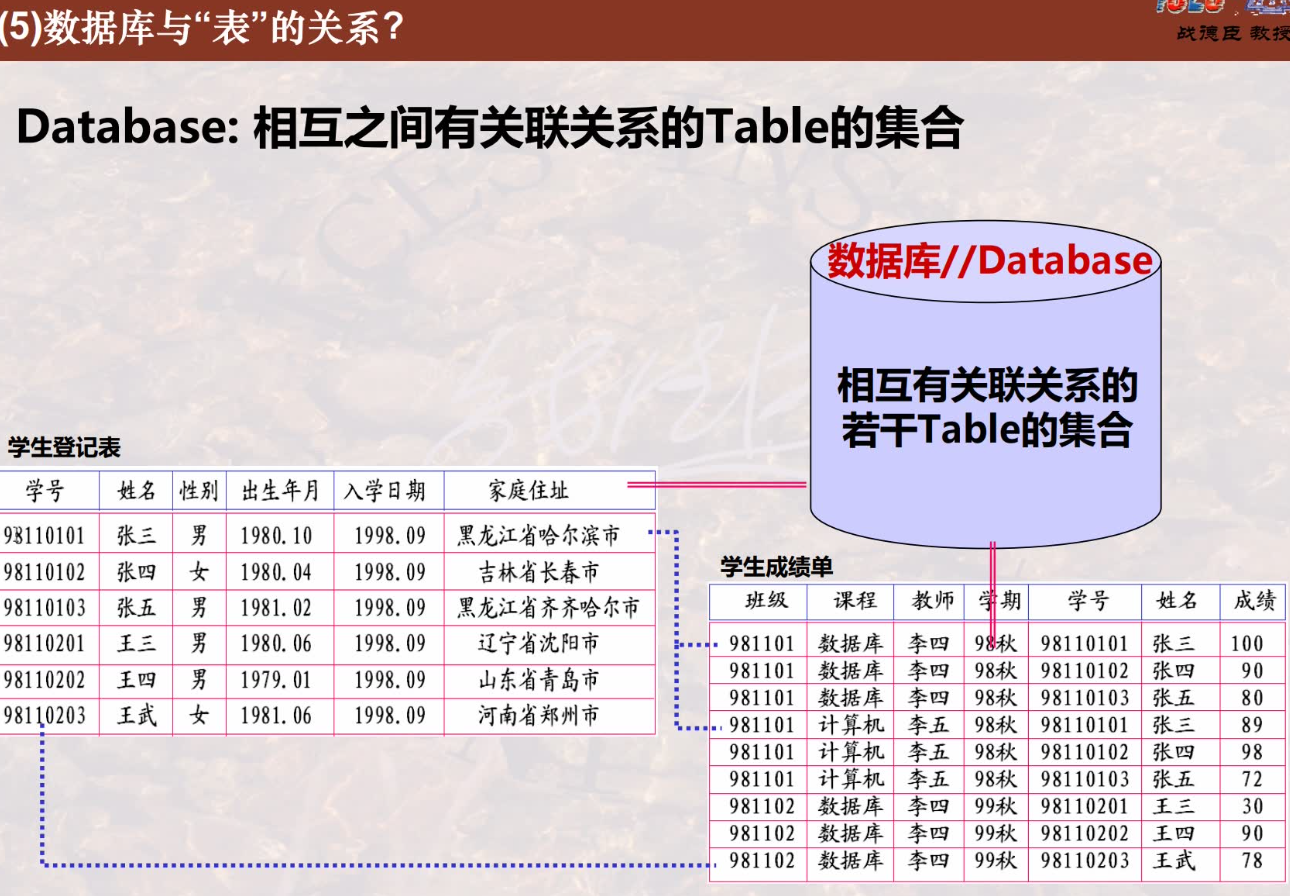 (5)数据库与“表”的关系?
战德臣 教授
Database: 相互之间有关联关系的Table的集合
数据库//Database
相互有关联关系的
若干Table的集合
学生登记表
学号 姓名 性别 出生年月 入学日期 家庭住址
98110101 张三 男 1980.10 1998.09 黑龙江省哈尔滨市
98110102 张四 女 1980.04 1998.09 吉林省长春市
98110103 张五 男 1981.02 1998.09 黑龙江省齐齐哈尔市
98110201 王三 男 1980.06 1998.09 辽宁省沈阳市
98110202 王四 男 1979.01 1998.09 山东省青岛市
98110203 王武 女 1981.06 1998.09 河南省郑州市
学生成绩单
班级 课程 教师 学期 学号 姓名 成绩
981101 数据库 李四 98秋 98110101 张三 100
981101 数据库 李四 98秋 98110102 张四 90
981101 数据库 李四 98秋 98110103 张五 80
981101 计算机 李五 98秋 98110101 张三 89
981101 计算机 李五 98秋 98110102 张四 98
981101 计算机 李五 98秋 98110103 张五 72
981102 数据库 李四 99秋 98110201 王三 30
981102 数据库 李四 99秋 98110202 王四 90
981102 数据库 李四 99秋 98110203 王武 78